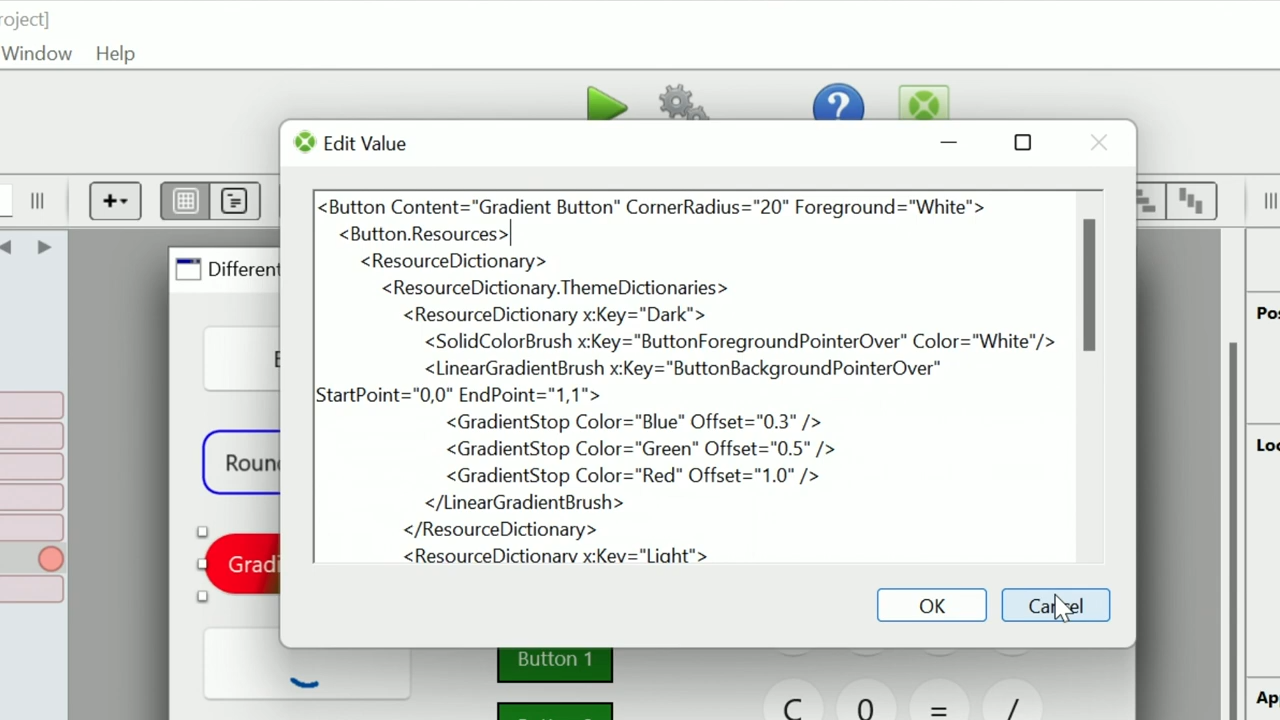 roject]
Window Help
Edit Value
Different
<Button Content="Gradient Button" CornerRadius="20" Foreground="White">
<Button.Resources>
<ResourceDictionary>
<ResourceDictionary.ThemeDictionaries>
<ResourceDictionary x:Key="Dark">
<SolidColorBrush x:Key="ButtonForegroundPointerOver" Color="White"/>
<LinearGradientBrush x:Key="ButtonBackgroundPointerOver"
StartPoint="0,0" EndPoint="1,1">
<GradientStop Color="Blue" Offset="0.3" />
<GradientStop Color="Green" Offset="0.5" />
<GradientStop Color="Red" Offset="1.0" />
</LinearGradientBrush>
</ResourceDictionary>
<ResourceDictionary x:Key="Light">
Pos
Loc
Roun
Gradi
OK Cancel
Button 1
C 0 = /
App